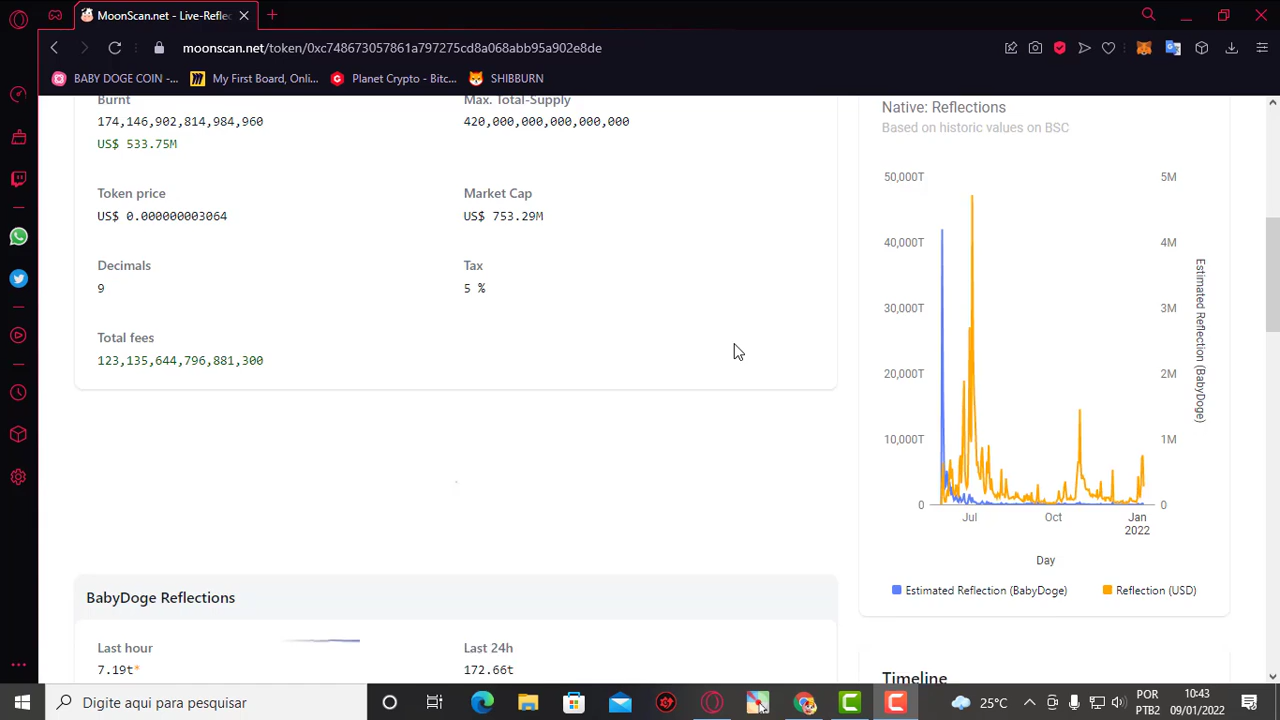 MoonScan.net - Live-Reflec
moonscan.net/token/0xc748673057861a797275cd8a068abb95a902e8de
BABY DOGE COIN -...
My First Board, Onli...
Planet Crypto - Bitc...
SHIBBURN
Burnt
174,146,902,814,984,960
US$ 533.75M
Max. Total-Supply
420,000,000,000,000,000
Token price
US$ 0.000000003064
Market Cap
US$ 753.29M
Decimals
9
Tax
5 %
Total fees
123,135,644,796,881,300
BabyDoge Reflections
Last hour
7.19t*
Last 24h
172.66t
Native: Reflections
Based on historic values on BSC
50,000T
40,000T
30,000T
20,000T
10,000T
0
5M
4M
3M
2M
1M
0
Estimated Reflection (BabyDoge)
Jul
Oct
Jan
2022
Day
Estimated Reflection (BabyDoge)
Reflection (USD)
Timeline
Digite aqui para pesquisar
25°C
POR
PTB2
10:43
09/01/2022